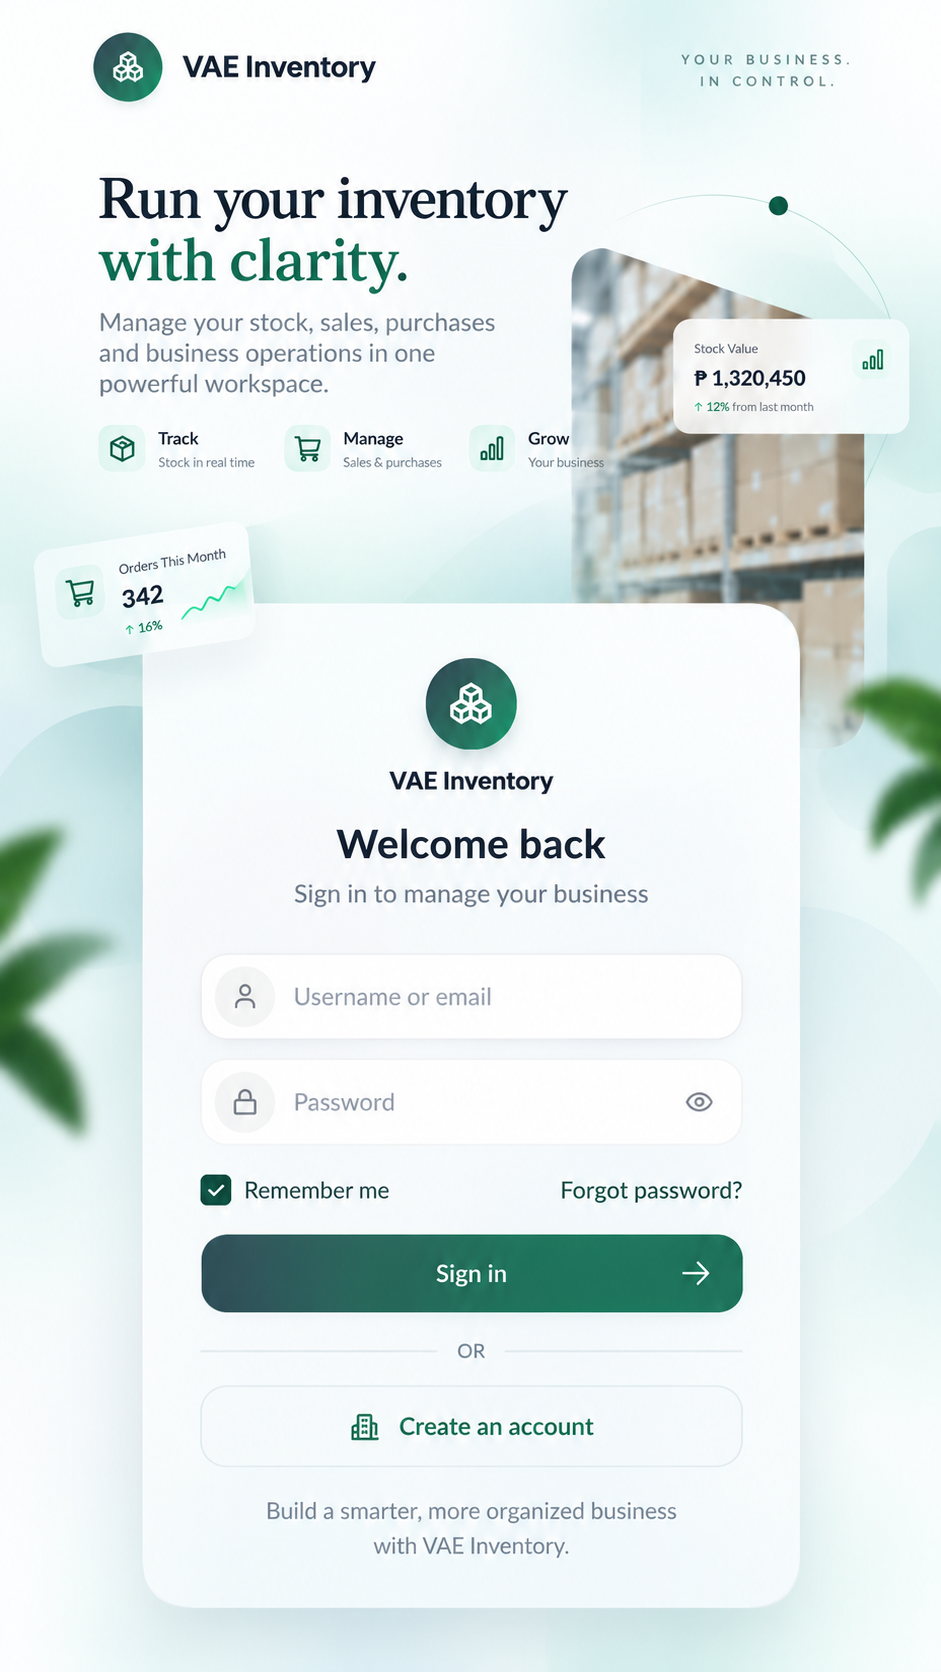 VAE Inventory
YOUR BUSINESS.
IN CONTROL.
Run your inventory
with clarity.
Manage your stock, sales, purchases
and business operations in one
powerful workspace.
Track
Stock in real time
Manage
Sales & purchases
Grow
Your business
Stock Value
₱ 1,320,450
↑ 12% from last month
Orders This Month
342
↑ 16%
VAE Inventory
Welcome back
Sign in to manage your business
Username or email
Password
Remember me
Forgot password?
Sign in
OR
Create an account
Build a smarter, more organized business
with VAE Inventory.